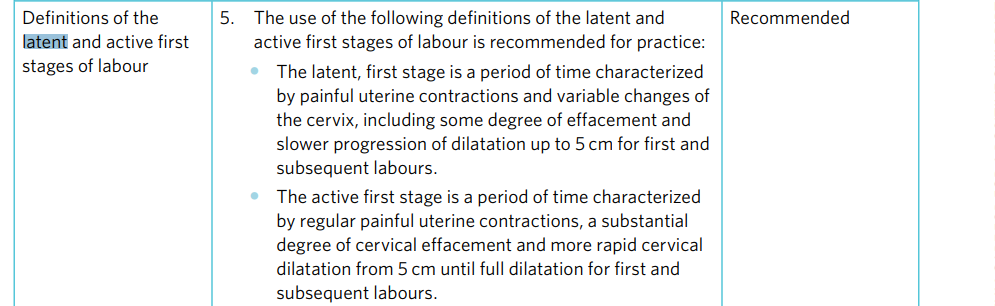 Definitions of the
latent and active first
stages of labour
5. The use of the following definitions of the latent and
active first stages of labour is recommended for practice:
• The latent, first stage is a period of time characterized
by painful uterine contractions and variable changes of
the cervix, including some degree of effacement and
slower progression of dilatation up to 5 cm for first and
subsequent labours.
• The active first stage is a period of time characterized
by regular painful uterine contractions, a substantial
degree of cervical effacement and more rapid cervical
dilatation from 5 cm until full dilatation for first and
subsequent labours.
Recommended